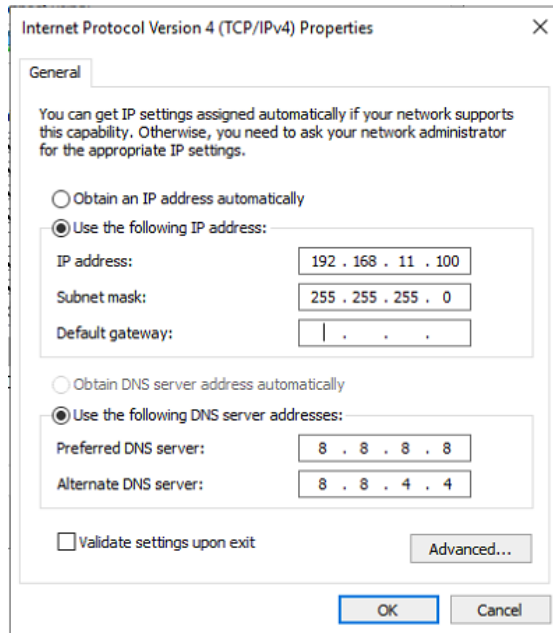 Internet Protocol Version 4 (TCP/IPv4) Properties
General
You can get IP settings assigned automatically if your network supports
this capability. Otherwise, you need to ask your network administrator
for the appropriate IP settings.
Obtain an IP address automatically
Use the following IP address:
IP address: 192 . 168 . 11 . 100
Subnet mask: 255 . 255 . 255 . 0
Default gateway: . . .
Obtain DNS server address automatically
Use the following DNS server addresses:
Preferred DNS server: 8 . 8 . 8 . 8
Alternate DNS server: 8 . 8 . 4 . 4
Validate settings upon exit
Advanced...
OK Cancel